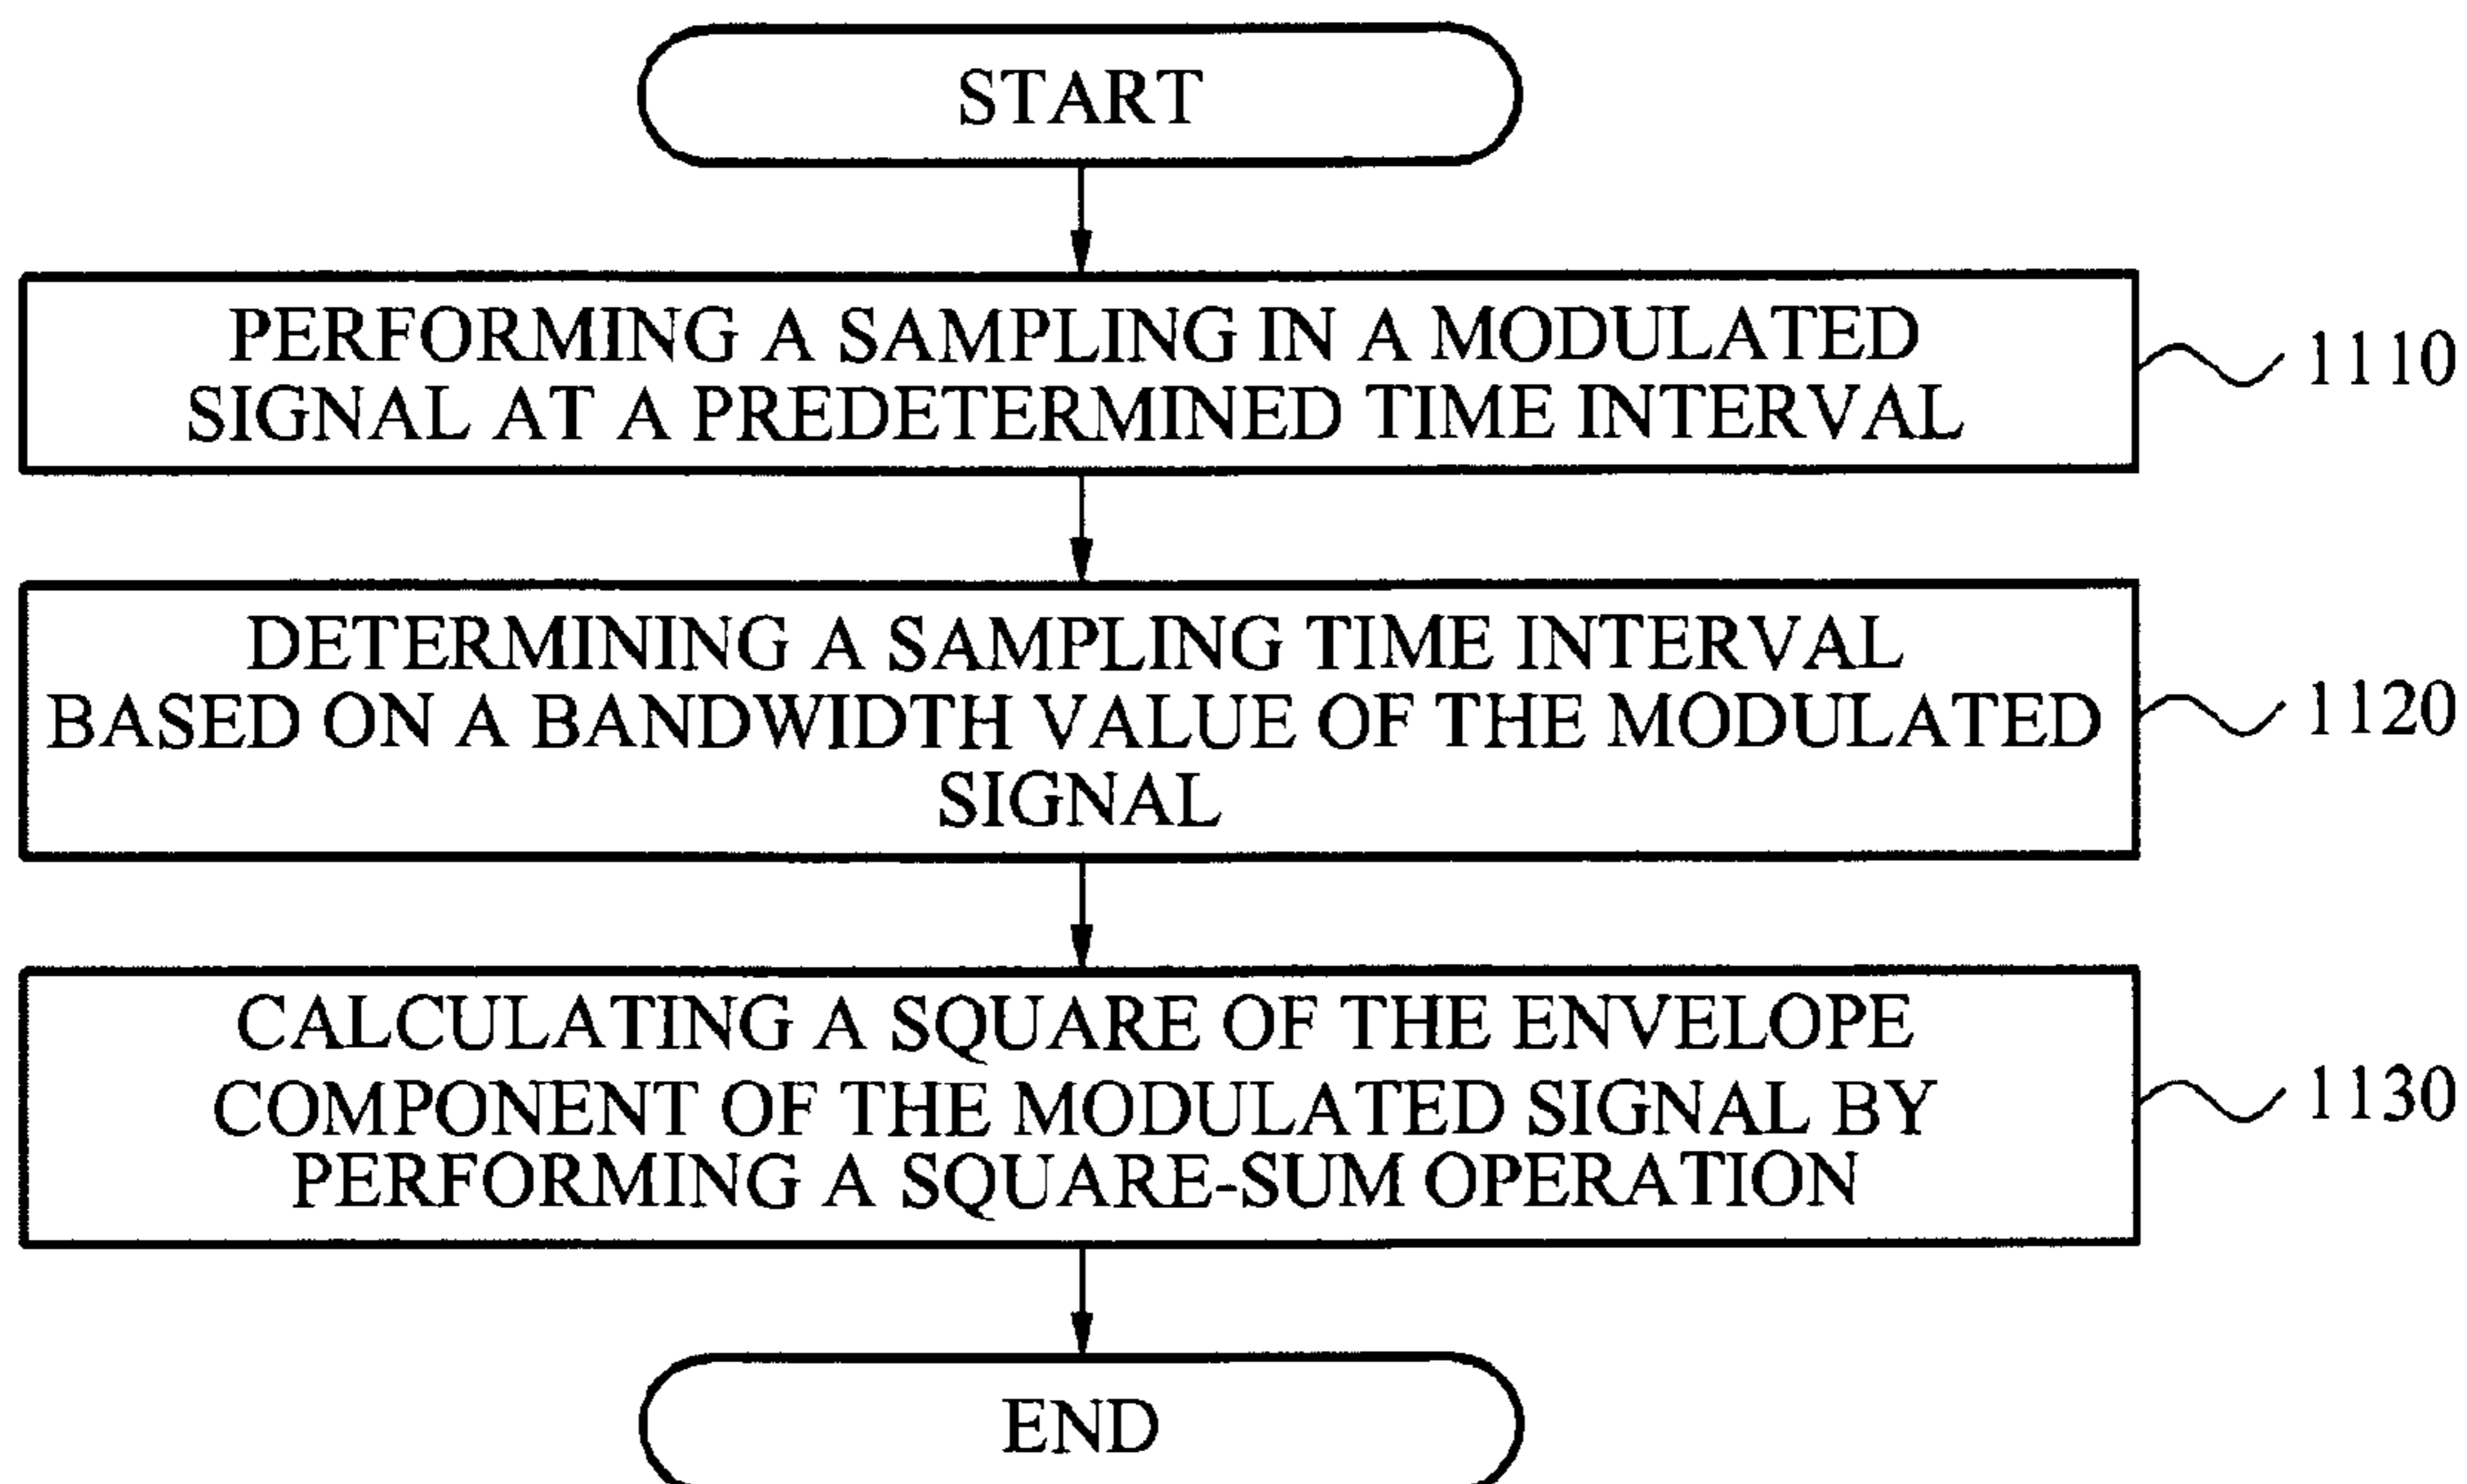 START
PERFORMING A SAMPLING IN A MODULATED
SIGNAL AT A PREDETERMINED TIME INTERVAL
1110
DETERMINING A SAMPLING TIME INTERVAL
BASED ON A BANDWIDTH VALUE OF THE MODULATED
SIGNAL
1120
CALCULATING A SQUARE OF THE ENVELOPE
COMPONENT OF THE MODULATED SIGNAL BY
PERFORMING A SQUARE-SUM OPERATION
1130
END